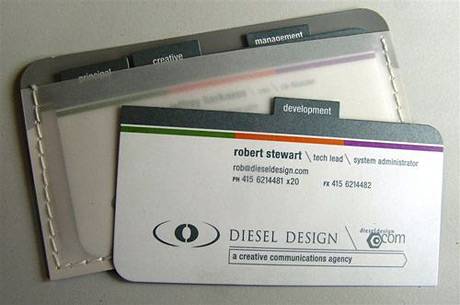 management
creative
principal
development
robert stewart \ tech lead \ system administrator
rob@dieseldesign.com
PH 415 6214481 x20 FX 415 6214482
dieseldesign
DIESEL DESIGN \ .com
a creative communications agency